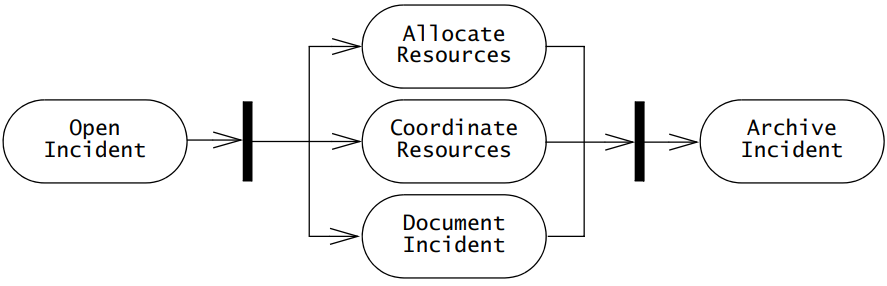 Open
Incident
Allocate
Resources
Coordinate
Resources
Document
Incident
Archive
Incident